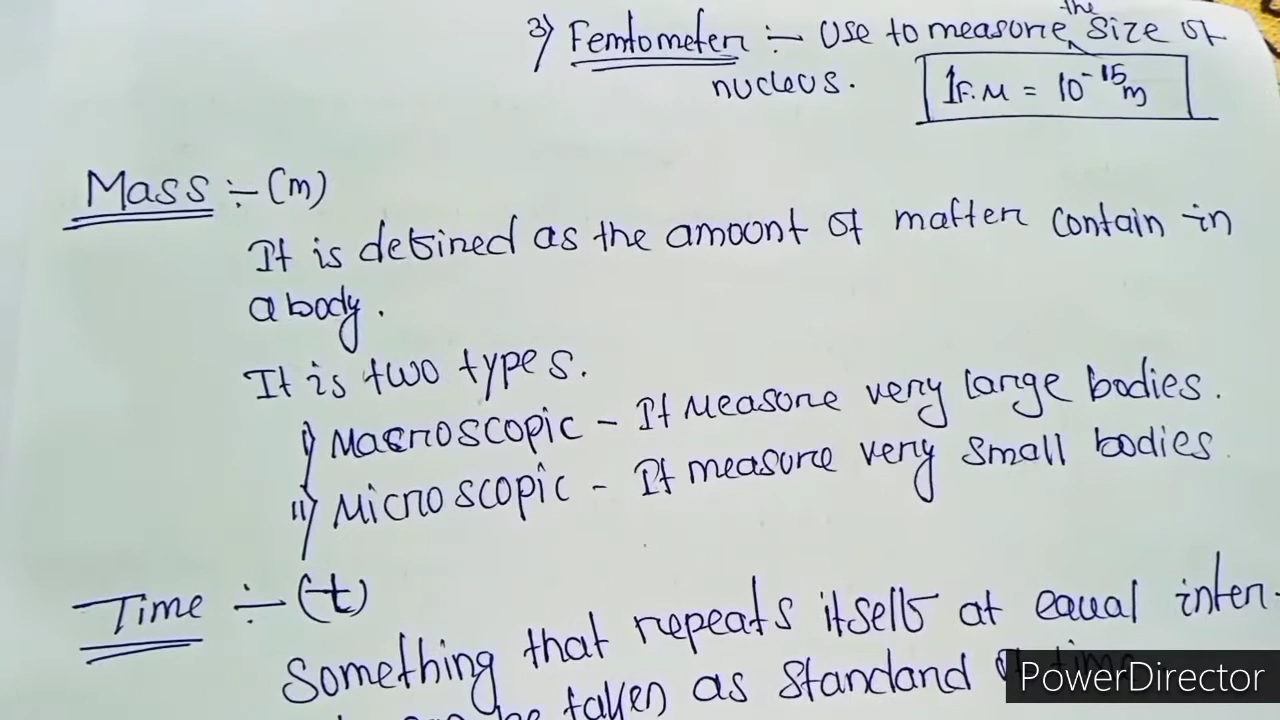 3) Femtometer :- Use to measure the size of
nucleus.
1F.M = 10⁻¹⁵m
Mass :- (m)
It is defined as the amount of matter contain in
a body.
It is two types.
i) Macroscopic - It measure very large bodies.
ii) Microscopic - It measure very small bodies.
Time :- (t)
Something that repeats itself at equal inter-
taken as standard
PowerDirector